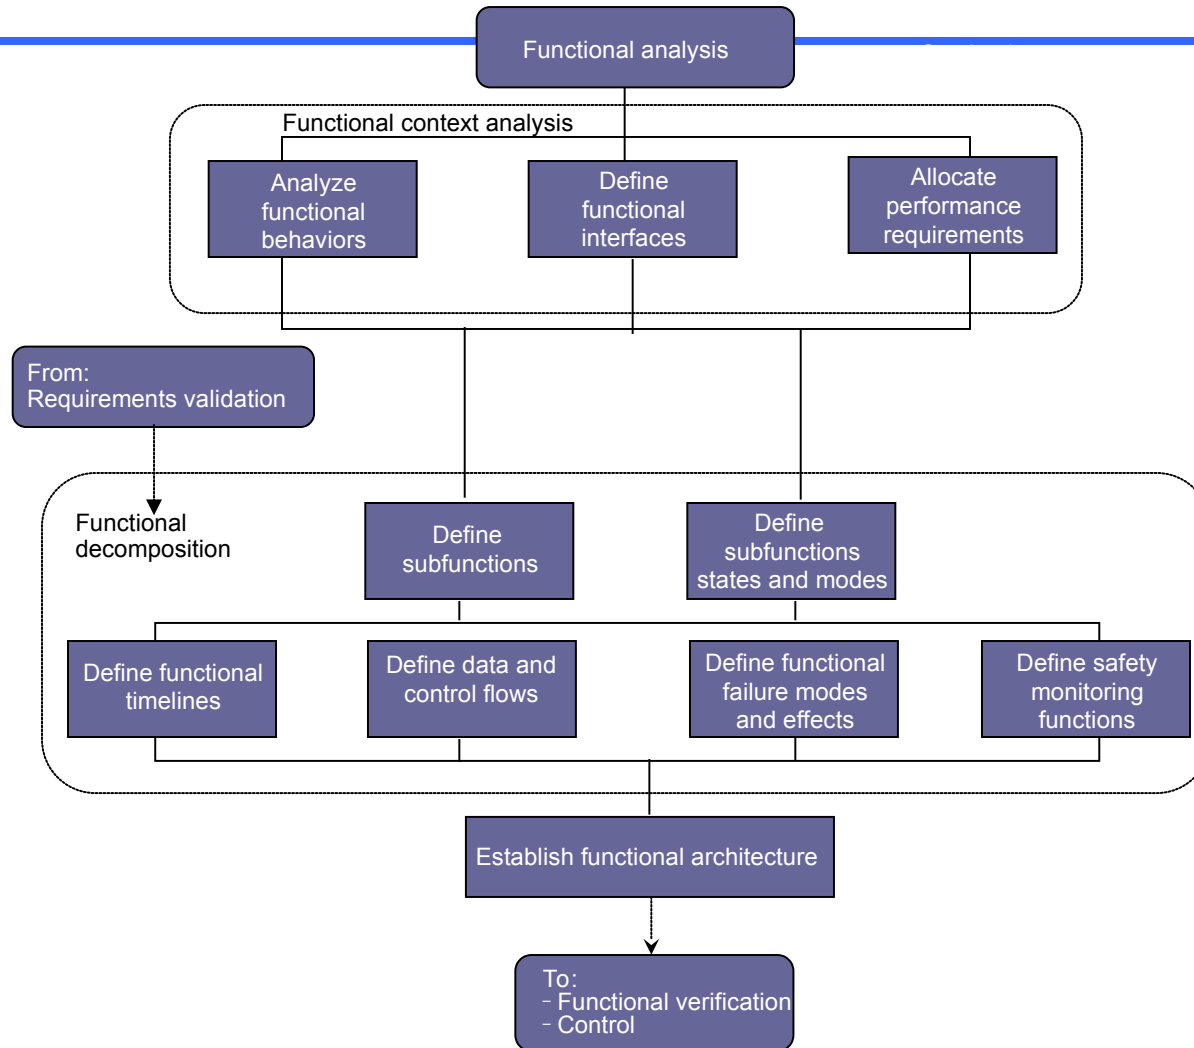 Functional analysis
Functional context analysis
Analyze
functional
behaviors
Define
functional
interfaces
Allocate
performance
requirements
From:
Requirements validation
Functional
decomposition
Define
subfunctions
Define
subfunctions
states and modes
Define functional
timelines
Define data and
control flows
Define functional
failure modes
and effects
Define safety
monitoring
functions
Establish functional architecture
To:
- Functional verification
- Control